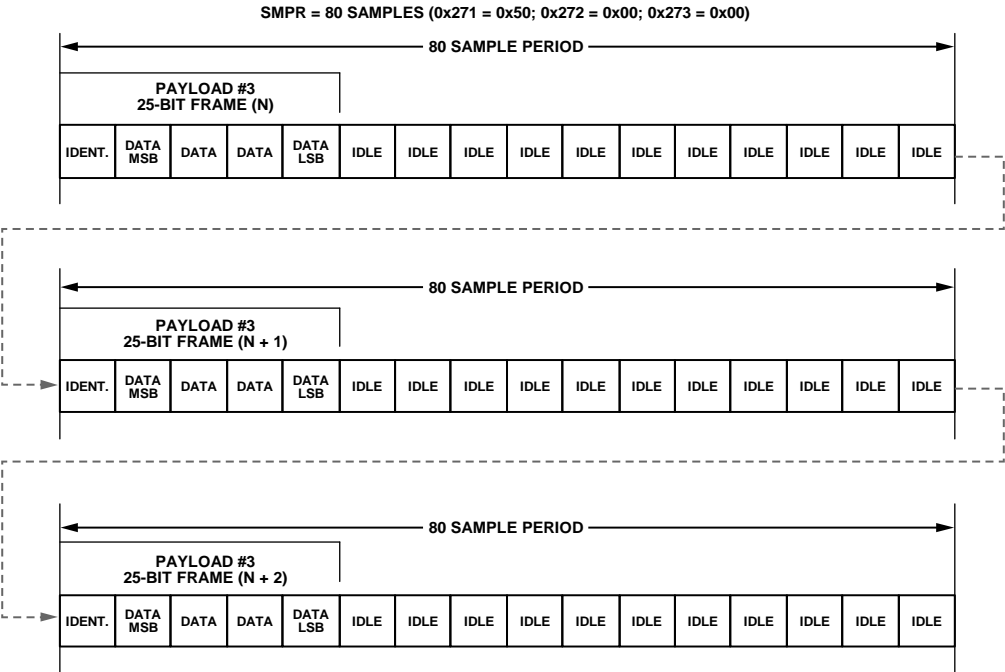 SMPR = 80 SAMPLES (0x271 = 0x50; 0x272 = 0x00; 0x273 = 0x00)
80 SAMPLE PERIOD
PAYLOAD #3
25-BIT FRAME (N)
IDENT. DATA MSB DATA DATA DATA LSB IDLE IDLE IDLE IDLE IDLE IDLE IDLE IDLE IDLE IDLE IDLE
80 SAMPLE PERIOD
PAYLOAD #3
25-BIT FRAME (N + 1)
IDENT. DATA MSB DATA DATA DATA LSB IDLE IDLE IDLE IDLE IDLE IDLE IDLE IDLE IDLE IDLE IDLE
80 SAMPLE PERIOD
PAYLOAD #3
25-BIT FRAME (N + 2)
IDENT. DATA MSB DATA DATA DATA LSB IDLE IDLE IDLE IDLE IDLE IDLE IDLE IDLE IDLE IDLE IDLE